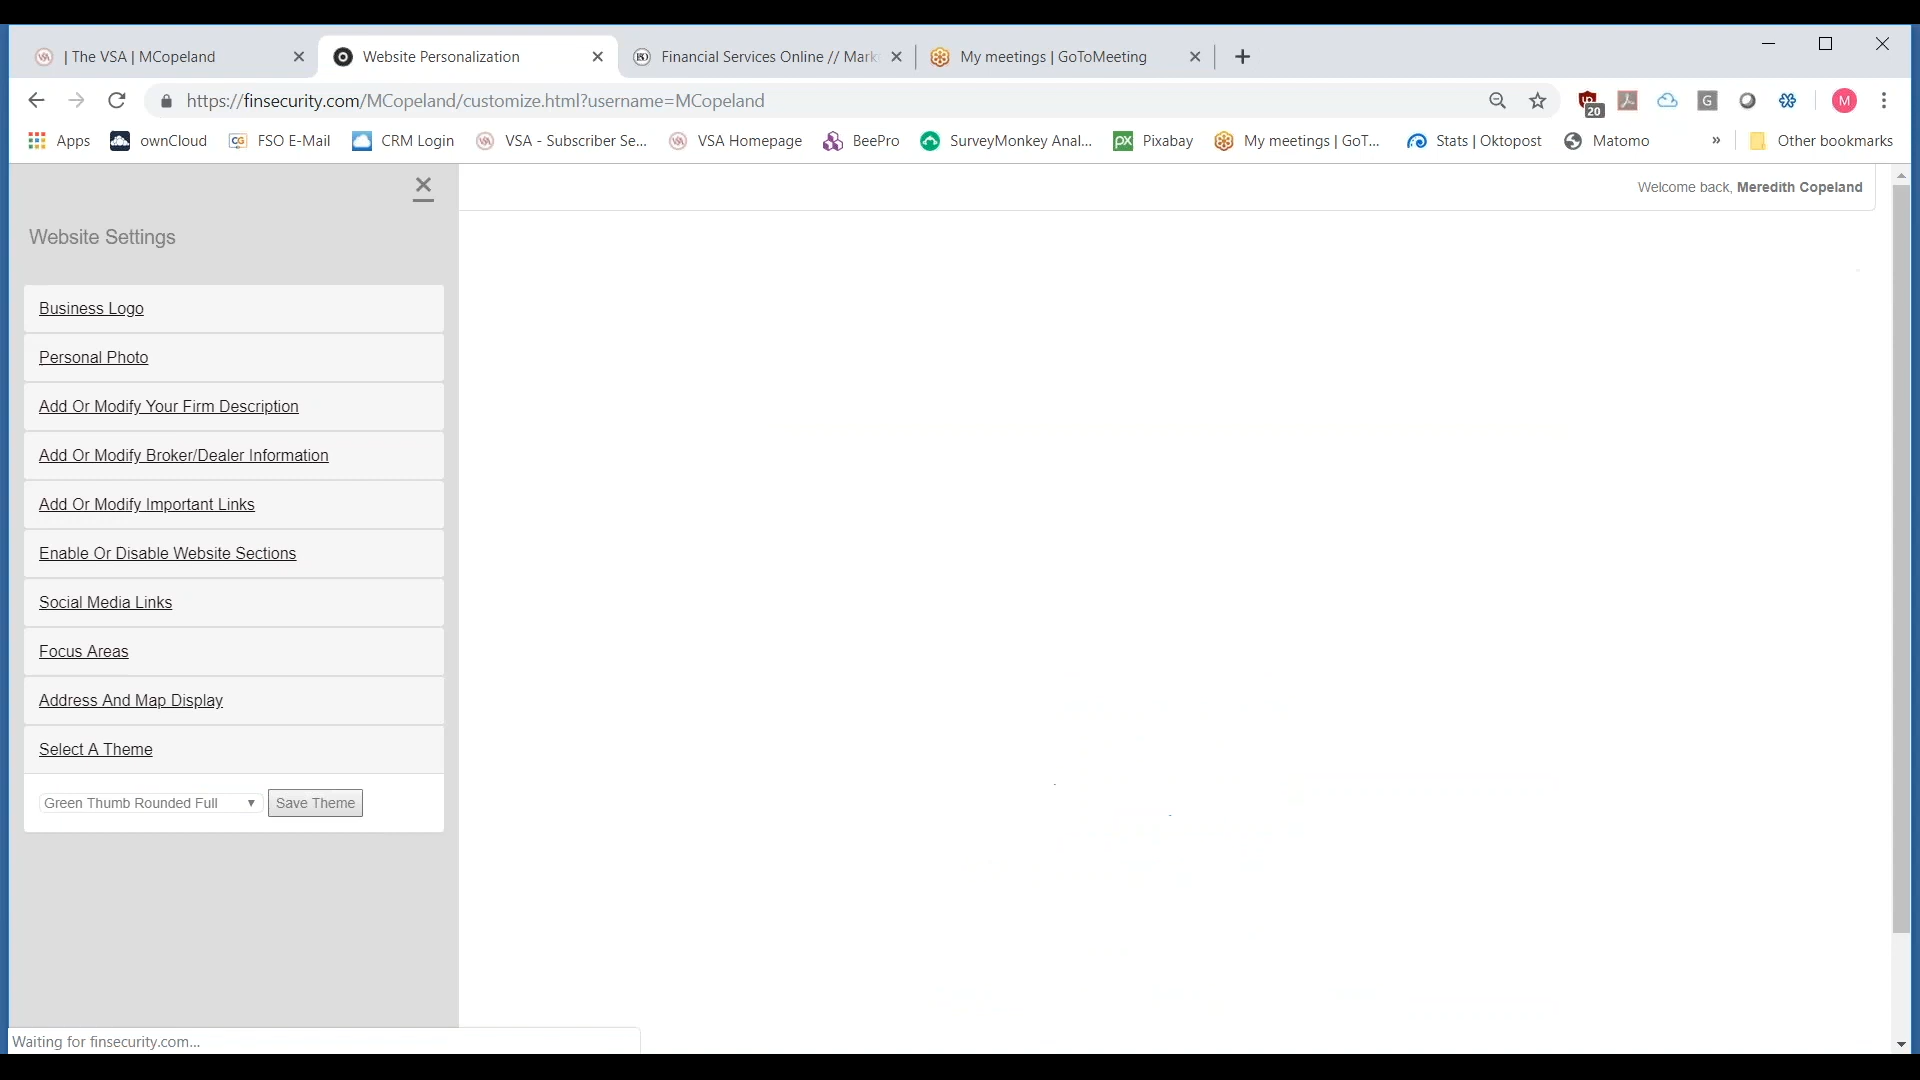 | The VSA | MCopeland
Website Personalization
Financial Services Online // Mark
My meetings | GoToMeeting
https://finsecurity.com/MCopeland/customize.html?username=MCopeland
20
G
M
Apps
ownCloud
CG
FSO E-Mail
CRM Login
VSA - Subscriber Se...
VSA Homepage
BeePro
SurveyMonkey Anal...
px
Pixabay
My meetings | GoT...
Stats | Oktopost
Matomo
»
Other bookmarks
Welcome back, Meredith Copeland
Website Settings
Business Logo
Personal Photo
Add Or Modify Your Firm Description
Add Or Modify Broker/Dealer Information
Add Or Modify Important Links
Enable Or Disable Website Sections
Social Media Links
Focus Areas
Address And Map Display
Select A Theme
Green Thumb Rounded Full
Save Theme
Waiting for finsecurity.com...